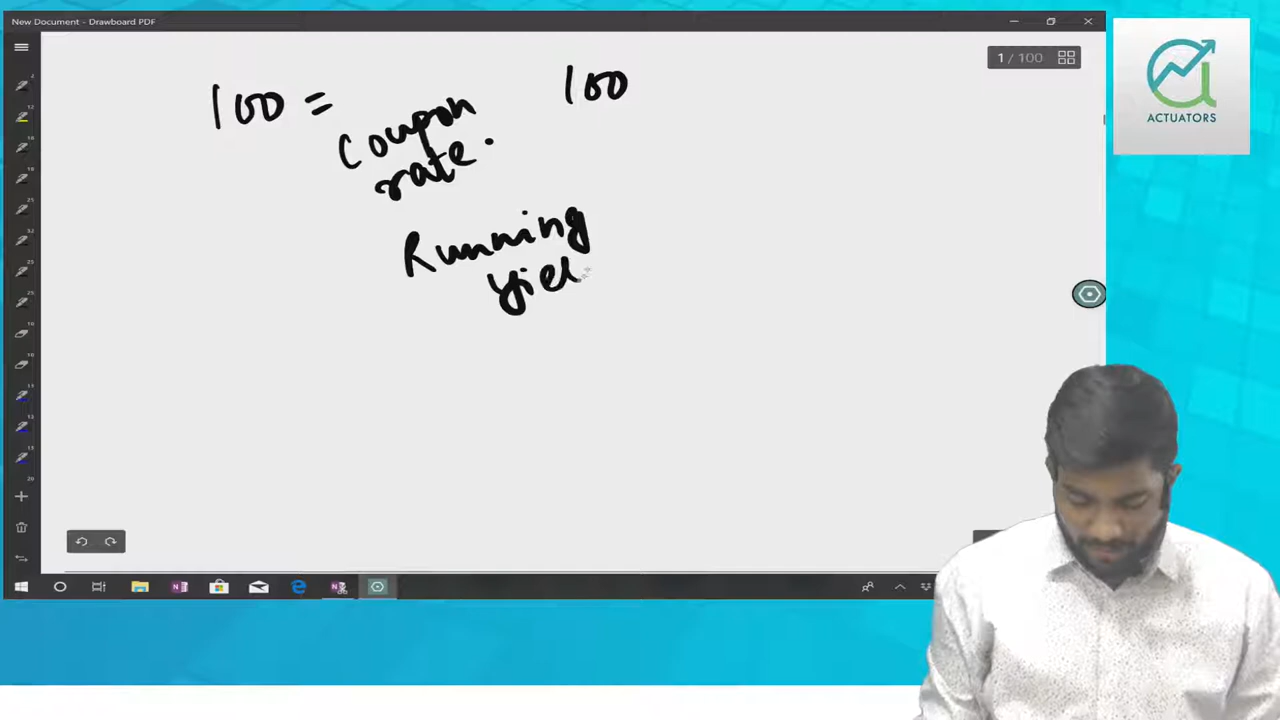 New Document - Drawboard PDF
1 / 100
100 =
100
Coupon
rate.
Running
yiel
ACTUATORS